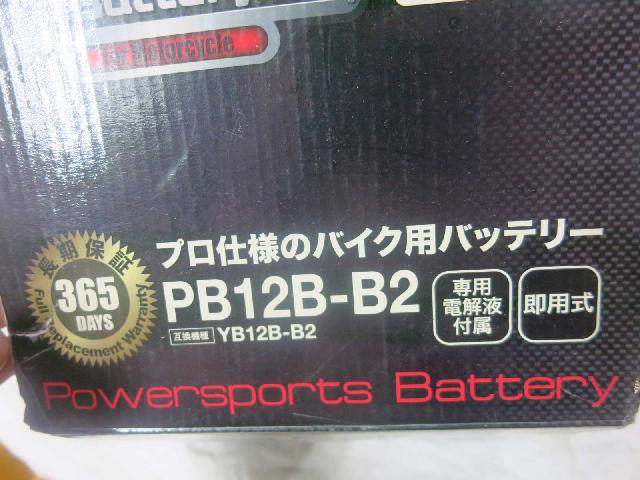 for Motorcycle
長期保証
365
DAYS
Full Replacement Warranty
プロ仕様のバイク用バッテリー
PB12B-B2
互換機種 YB12B-B2
専用
電解液
付属
即用式
Powersports Battery